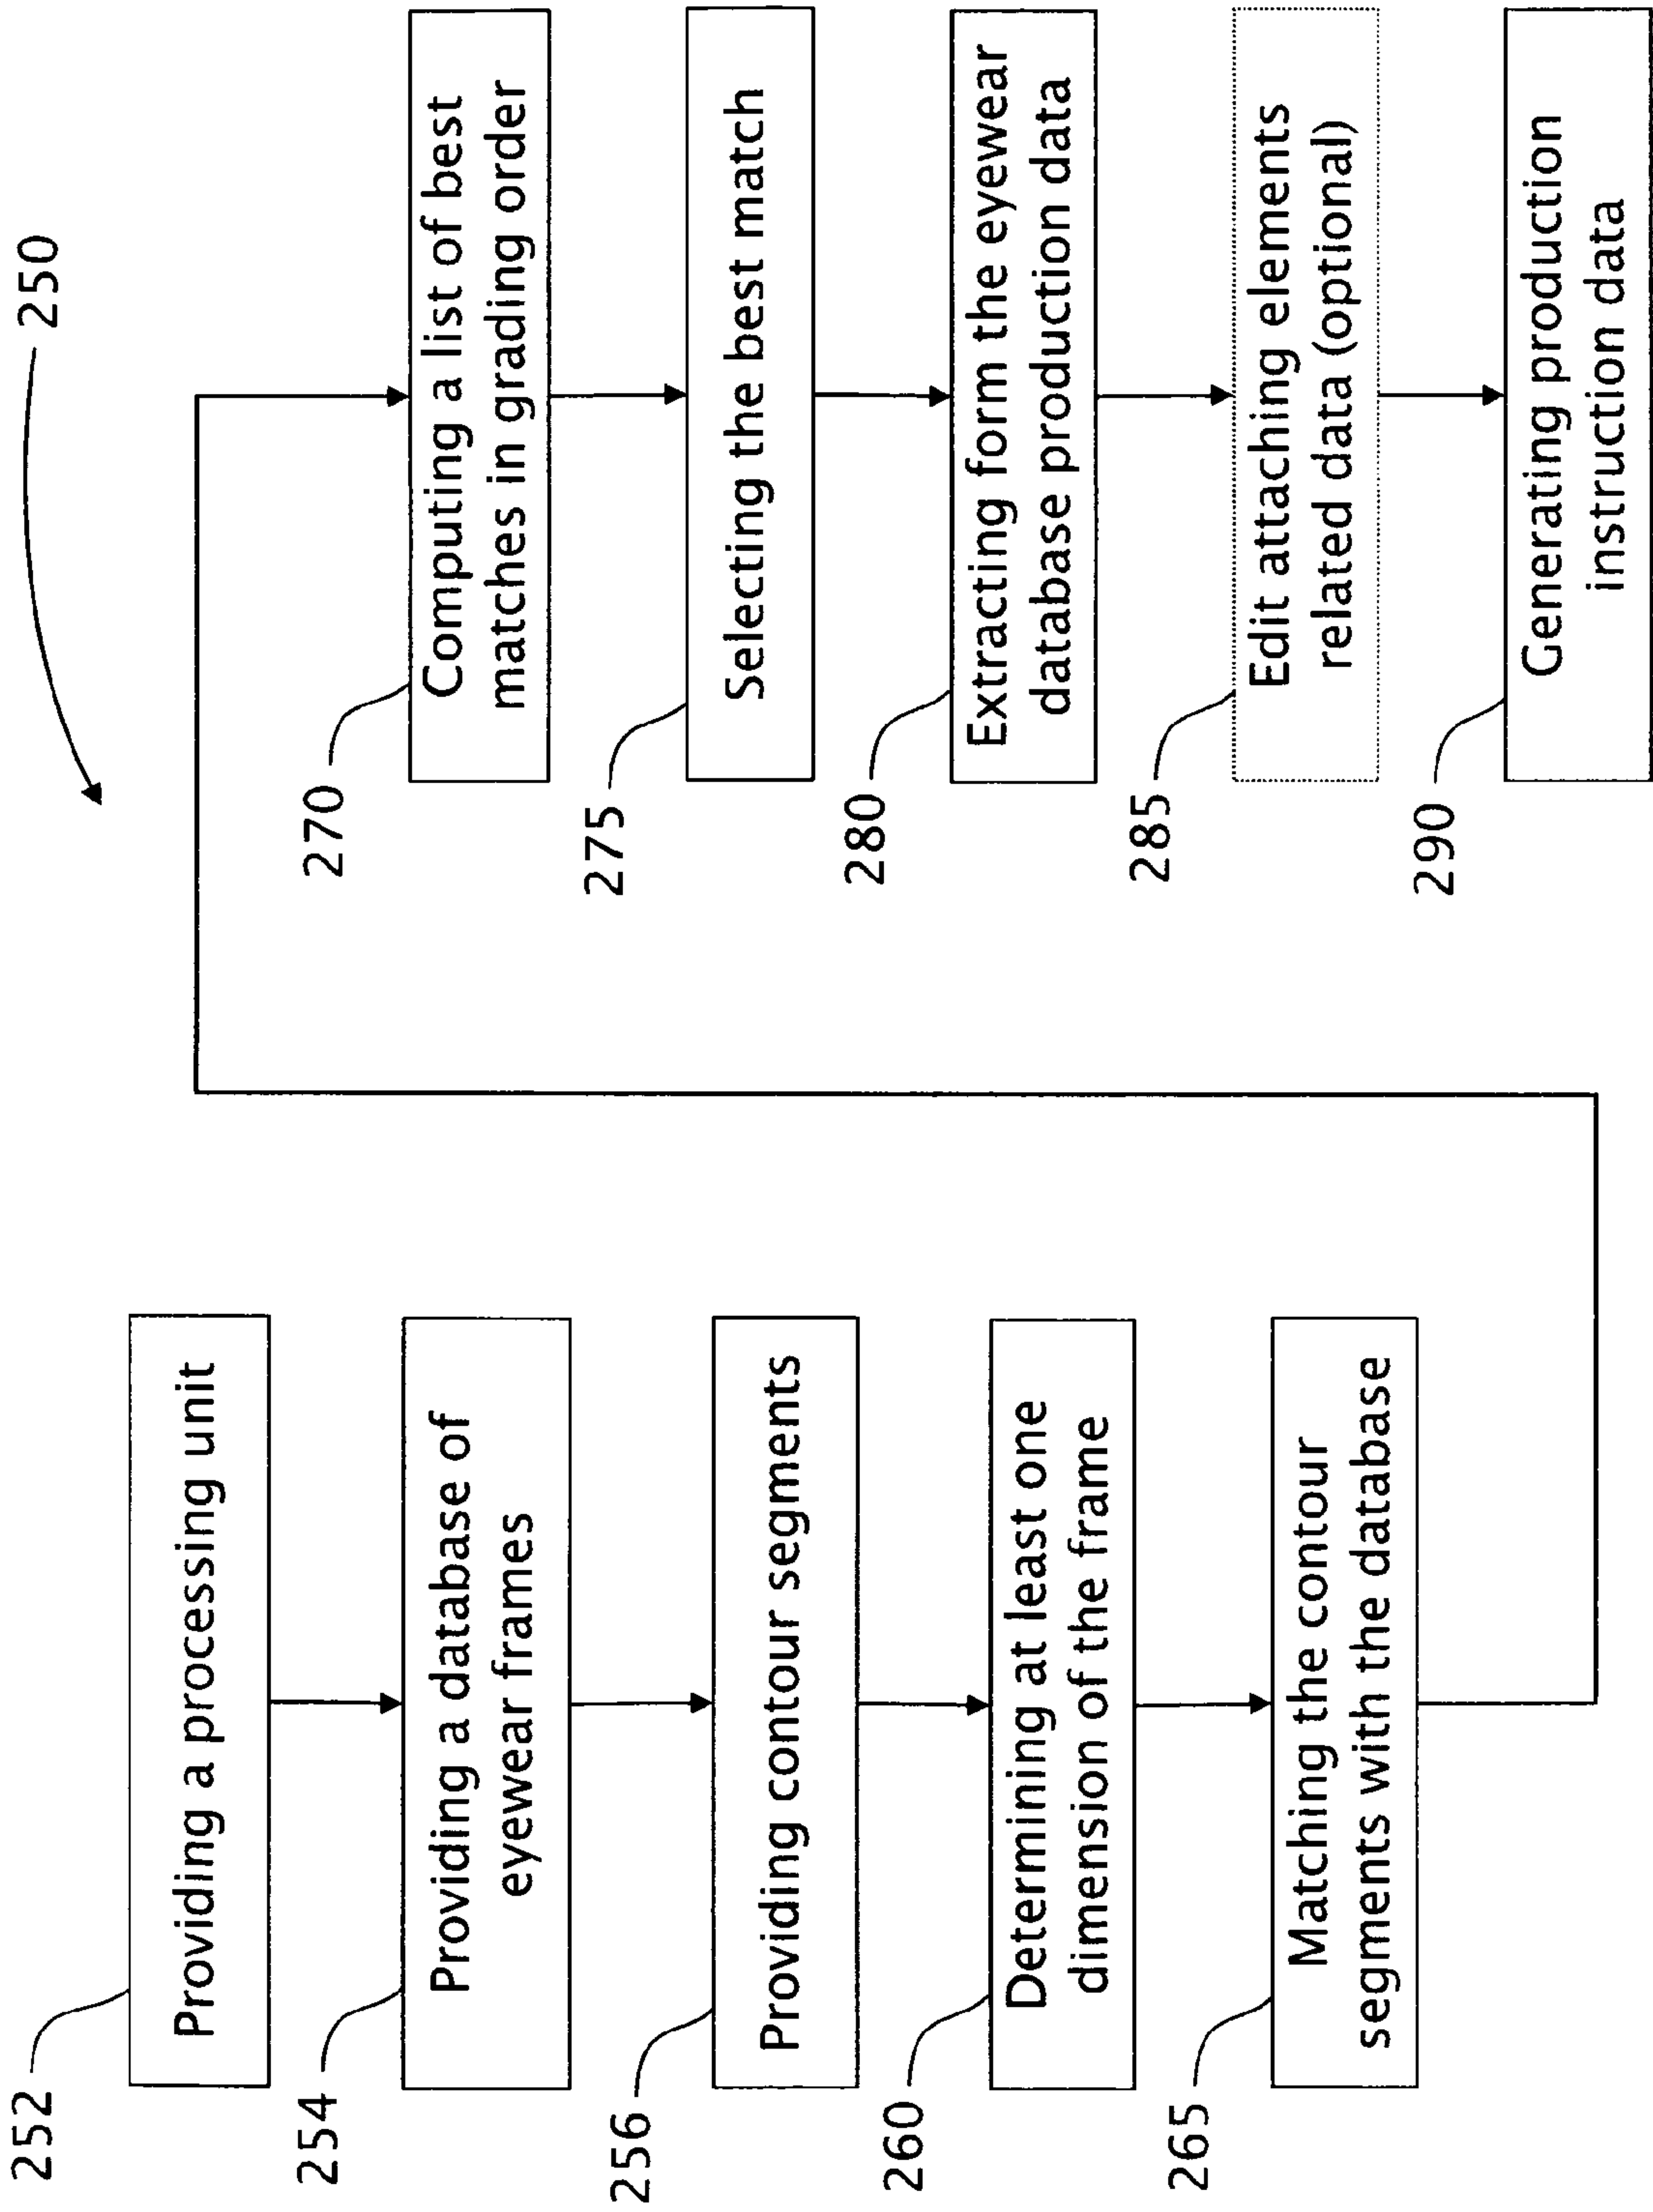 250
252
Providing a processing unit
254
Providing a database of
eyewear frames
256
Providing contour segments
260
Determining at least one
dimension of the frame
265
Matching the contour
segments with the database
270
Computing a list of best
matches in grading order
275
Selecting the best match
280
Extracting form the eyewear
database production data
285
Edit attaching elements
related data (optional)
290
Generating production
instruction data